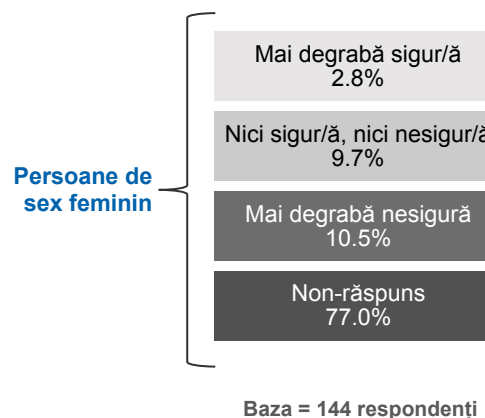 Mai degrabă sigur/ă
2.8%
Nici sigur/ă, nici nesigur/ă
9.7%
Persoane de
sex feminin
Mai degrabă nesigură
10.5%
Non-răspuns
77.0%
Baza = 144 respondenți